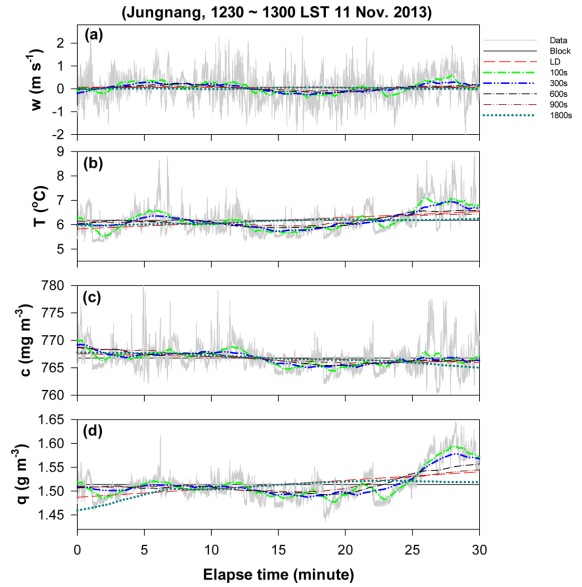 (Jungnang, 1230 ~ 1300 LST 11 Nov. 2013)
(a)
w (m s-1)
2
1
0
-1
-2
Data
Block
LD
100s
300s
600s
900s
1800s
(b)
T (oC)
9
8
7
6
5
(c)
c (mg m-3)
780
770
760
760
(d)
q (g m-3)
1.65
1.60
1.55
1.50
1.45
0 5 10 15 20 25 30
Elapse time (minute)